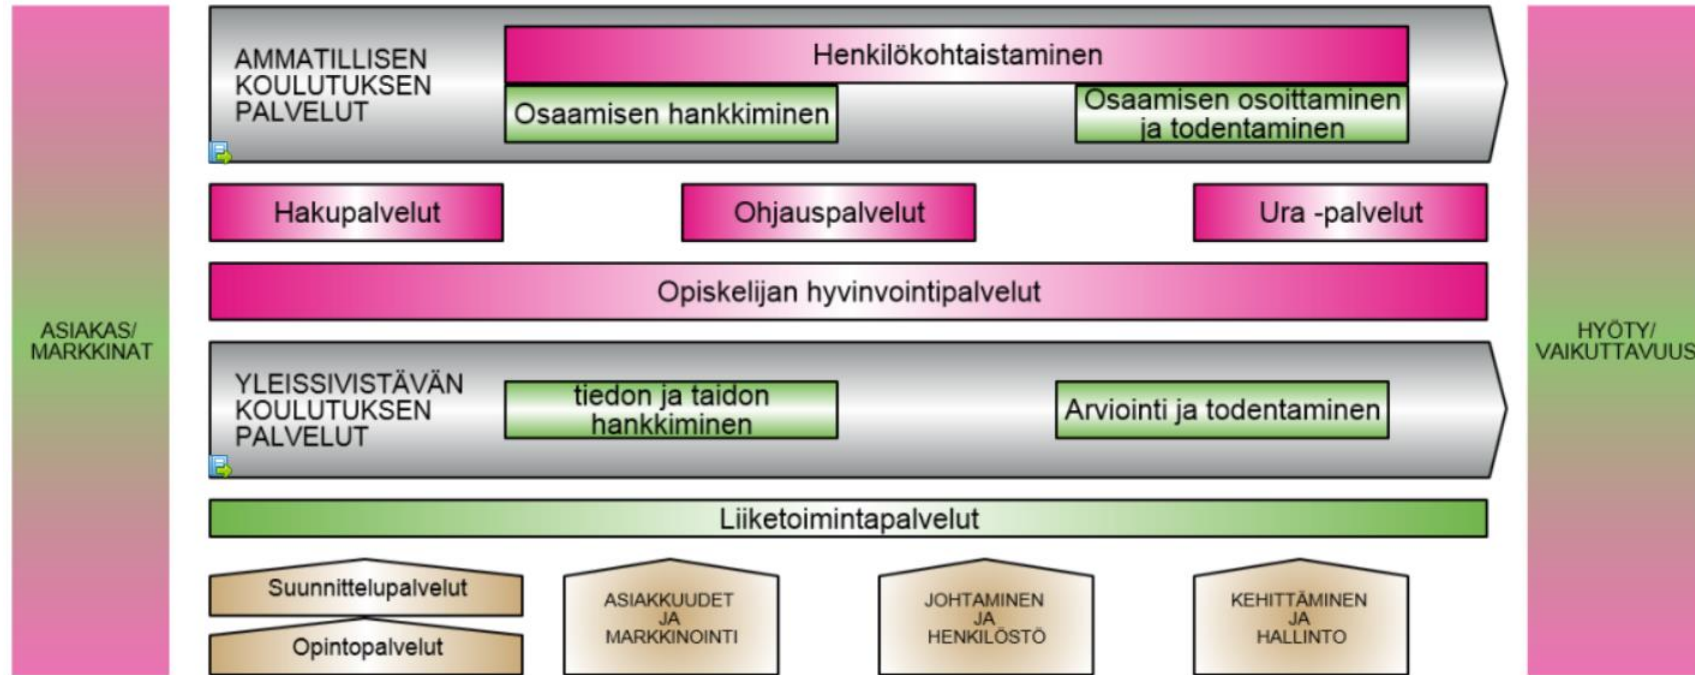 AMMATILLISEN
KOULUTUKSEN
PALVELUT
Henkilökohtaistaminen
Osaamisen hankkiminen
Osaamisen osoittaminen
ja todentaminen
Hakupalvelut
Ohjauspalvelut
Ura -palvelut
Opiskelijan hyvinvointipalvelut
ASIAKAS/
MARKKINAT
HYÖTY/
VAIKUTTAVUUS
YLEISSIVISTÄVÄN
KOULUTUKSEN
PALVELUT
tiedon ja taidon
hankkiminen
Arviointi ja todentaminen
Liiketoimintapalvelut
Suunnittelupalvelut
Opintopalvelut
ASIAKKUUDET
JA
MARKKINOINTI
JOHTAMINEN
JA
HENKILÖSTÖ
KEHITTÄMINEN
JA
HALLINTO